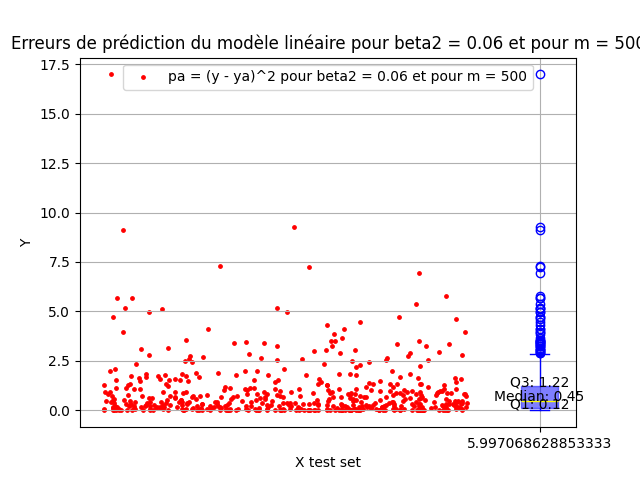 Erreurs de prédiction du modèle linéaire pour beta2 = 0.06 et pour m = 500
17.5
pa = (y - ya)^2 pour beta2 = 0.06 et pour m = 500
15.0
12.5
10.0
Y
7.5
5.0
2.5
Q3: 1.22
Median: 0.45
Q1: 0.12
0.0
5.997068628853333
X test set